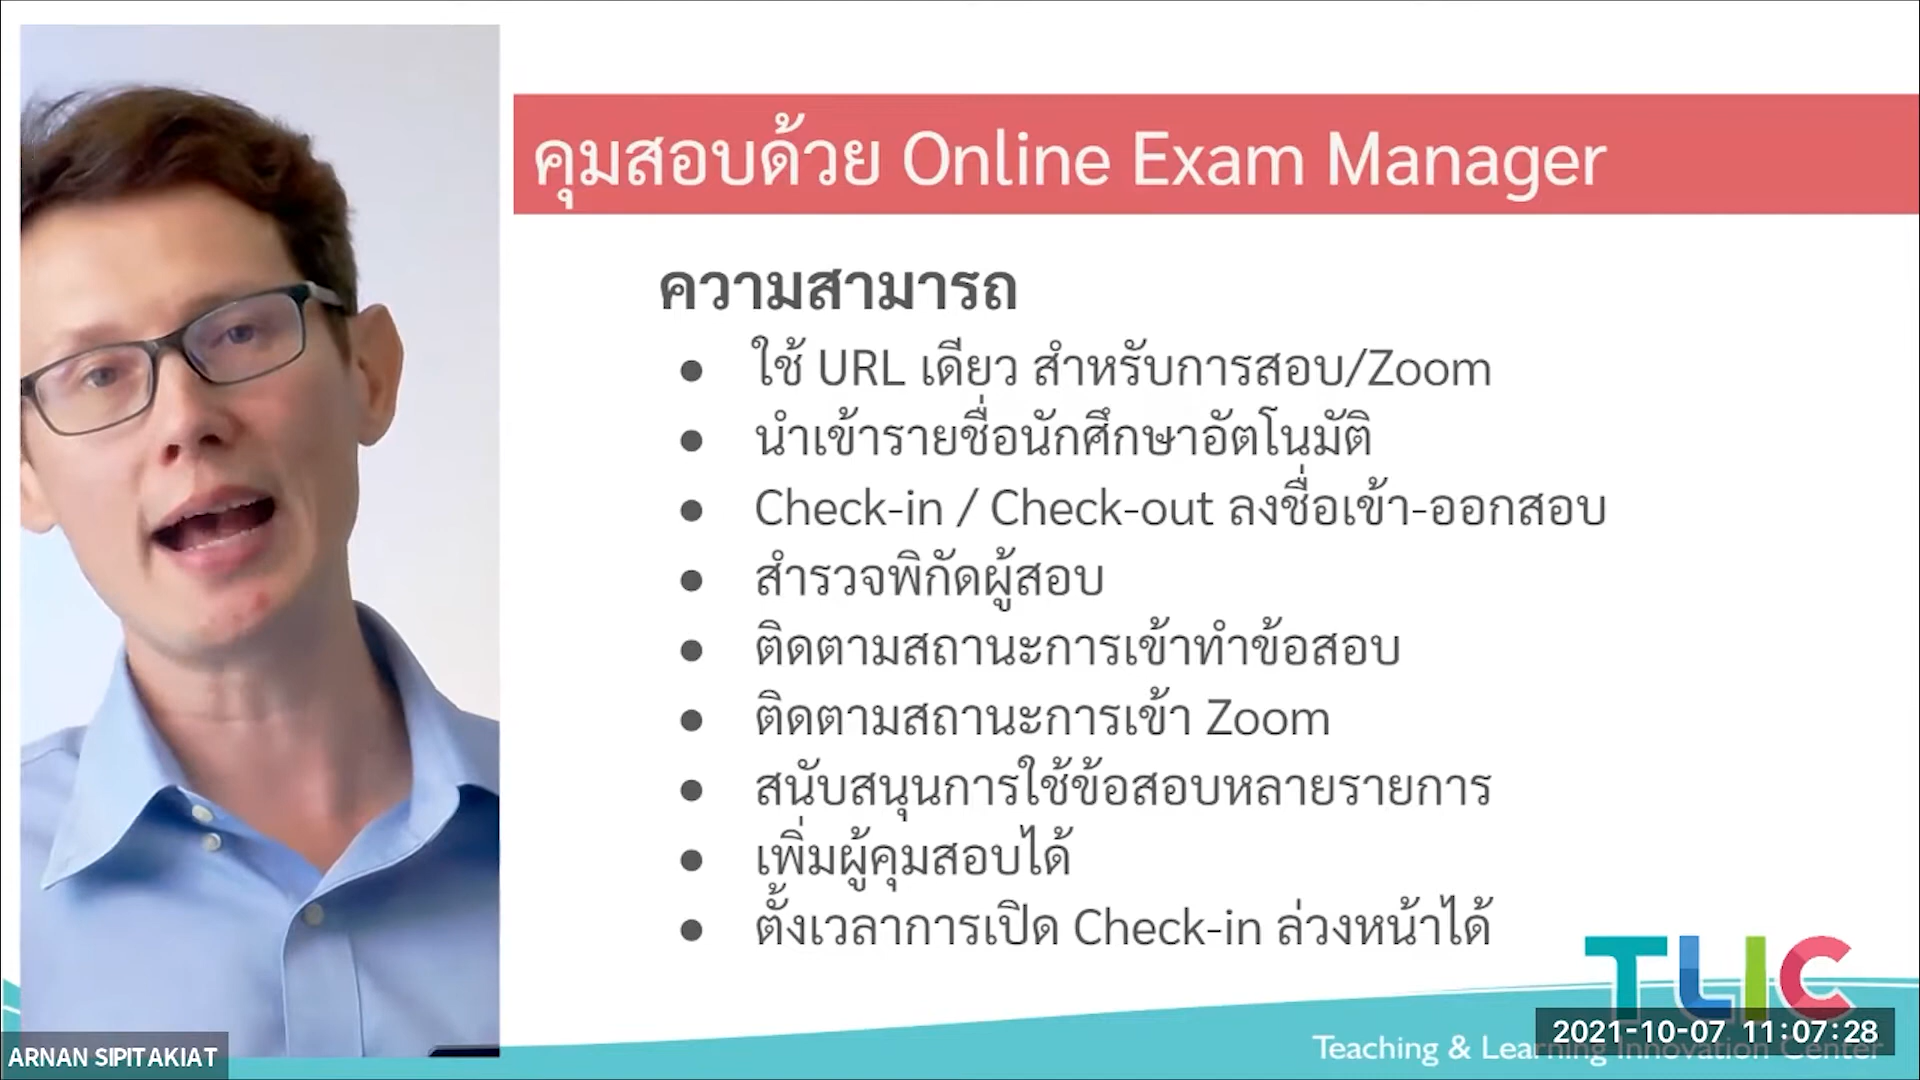 คุมสอบด้วย Online Exam Manager
ความสามารถ
● ใช้ URL เดียว สำหรับการสอบ/Zoom
● นำเข้ารายชื่อนักศึกษาอัตโนมัติ
● Check-in / Check-out ลงชื่อเข้า-ออกสอบ
● สำรวจพิกัดผู้สอบ
● ติดตามสถานะการเข้าทำข้อสอบ
● ติดตามสถานะการเข้า Zoom
● สนับสนุนการใช้ข้อสอบหลายรายการ
● เพิ่มผู้คุมสอบได้
● ตั้งเวลาการเปิด Check-in ล่วงหน้าได้
TLIC
2021-10-07 11:07:28
Teaching & Learning Innovation Center
ARNAN SIPITAKIAT